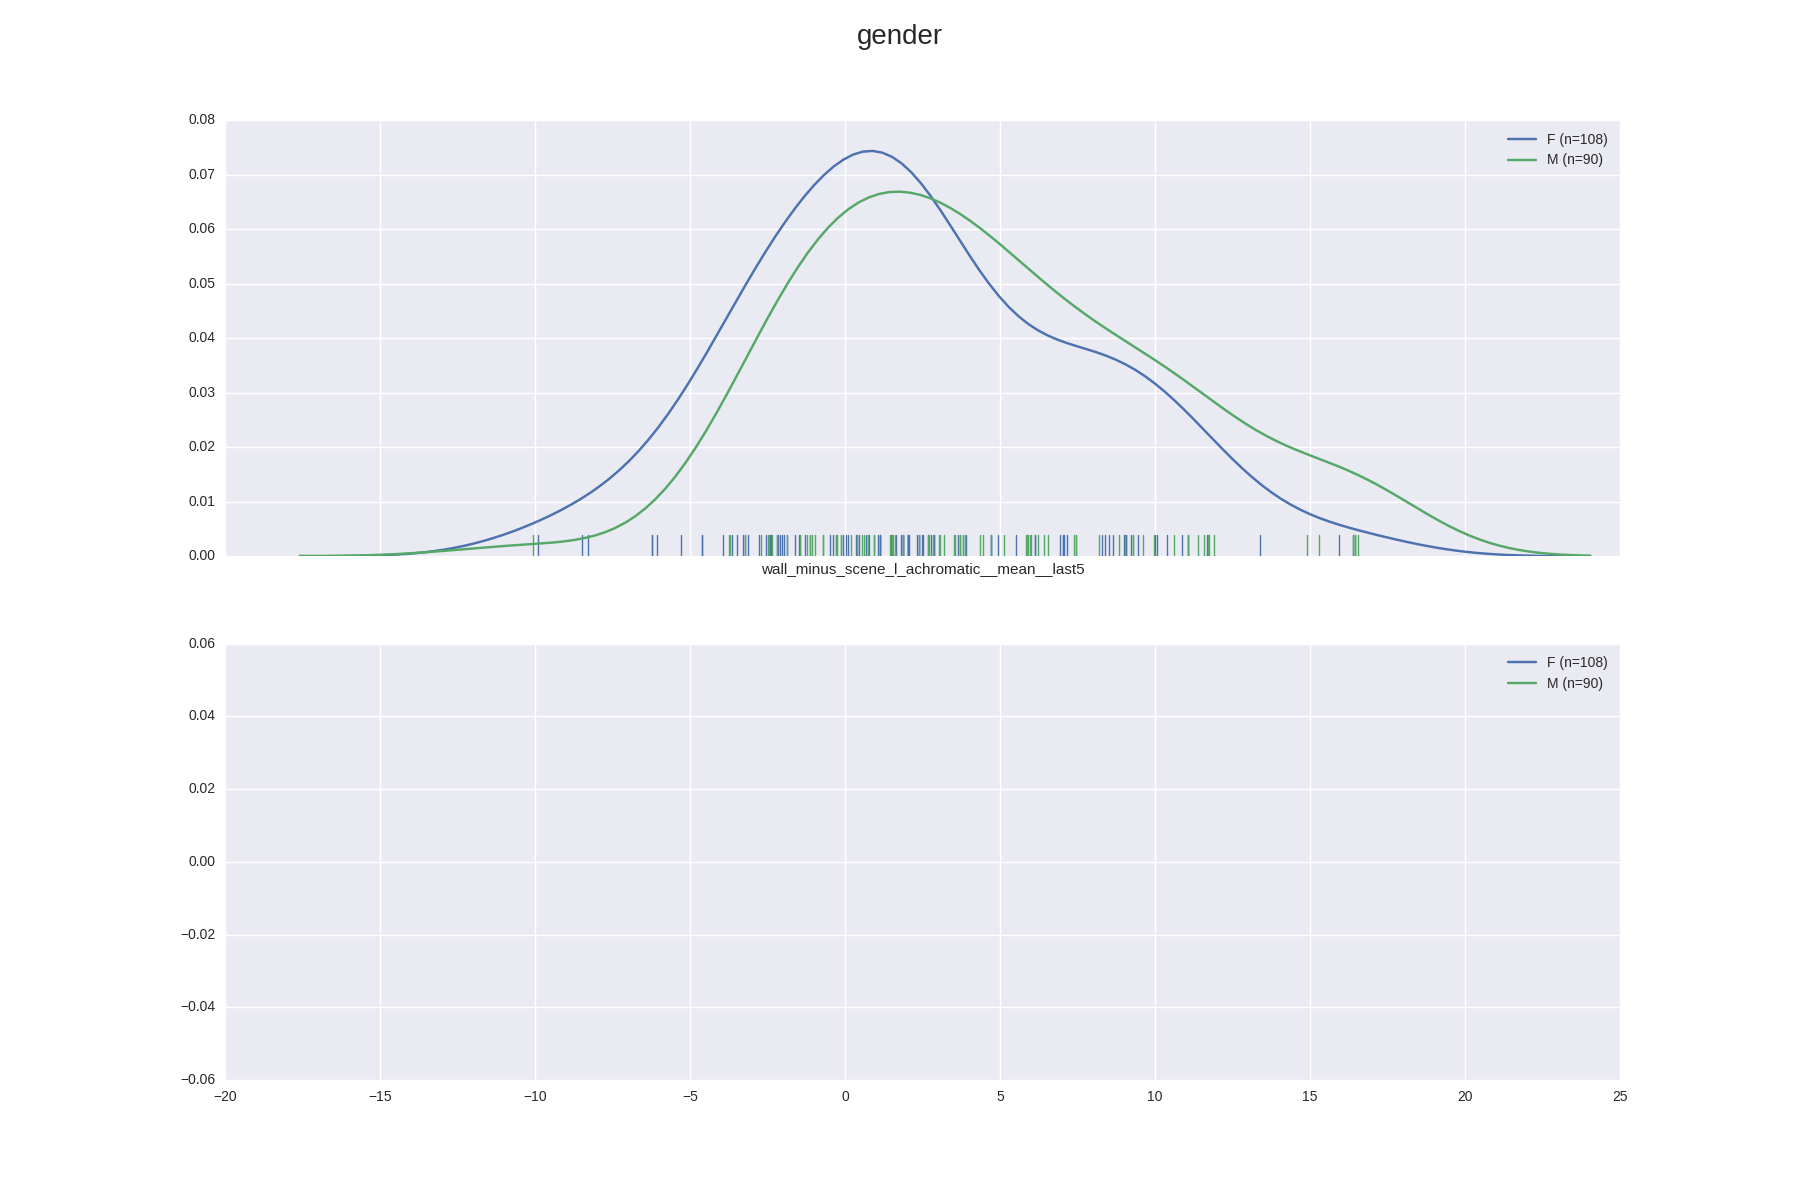 gender
0.08
0.07
0.06
0.05
0.04
0.03
0.02
0.01
0.00
F (n=108)
M (n=90)
wall_minus_scene_l_achromatic__mean__last5
0.06
0.04
0.02
0.00
−0.02
−0.04
−0.06
F (n=108)
M (n=90)
−20 −15 −10 −5 0 5 10 15 20 25